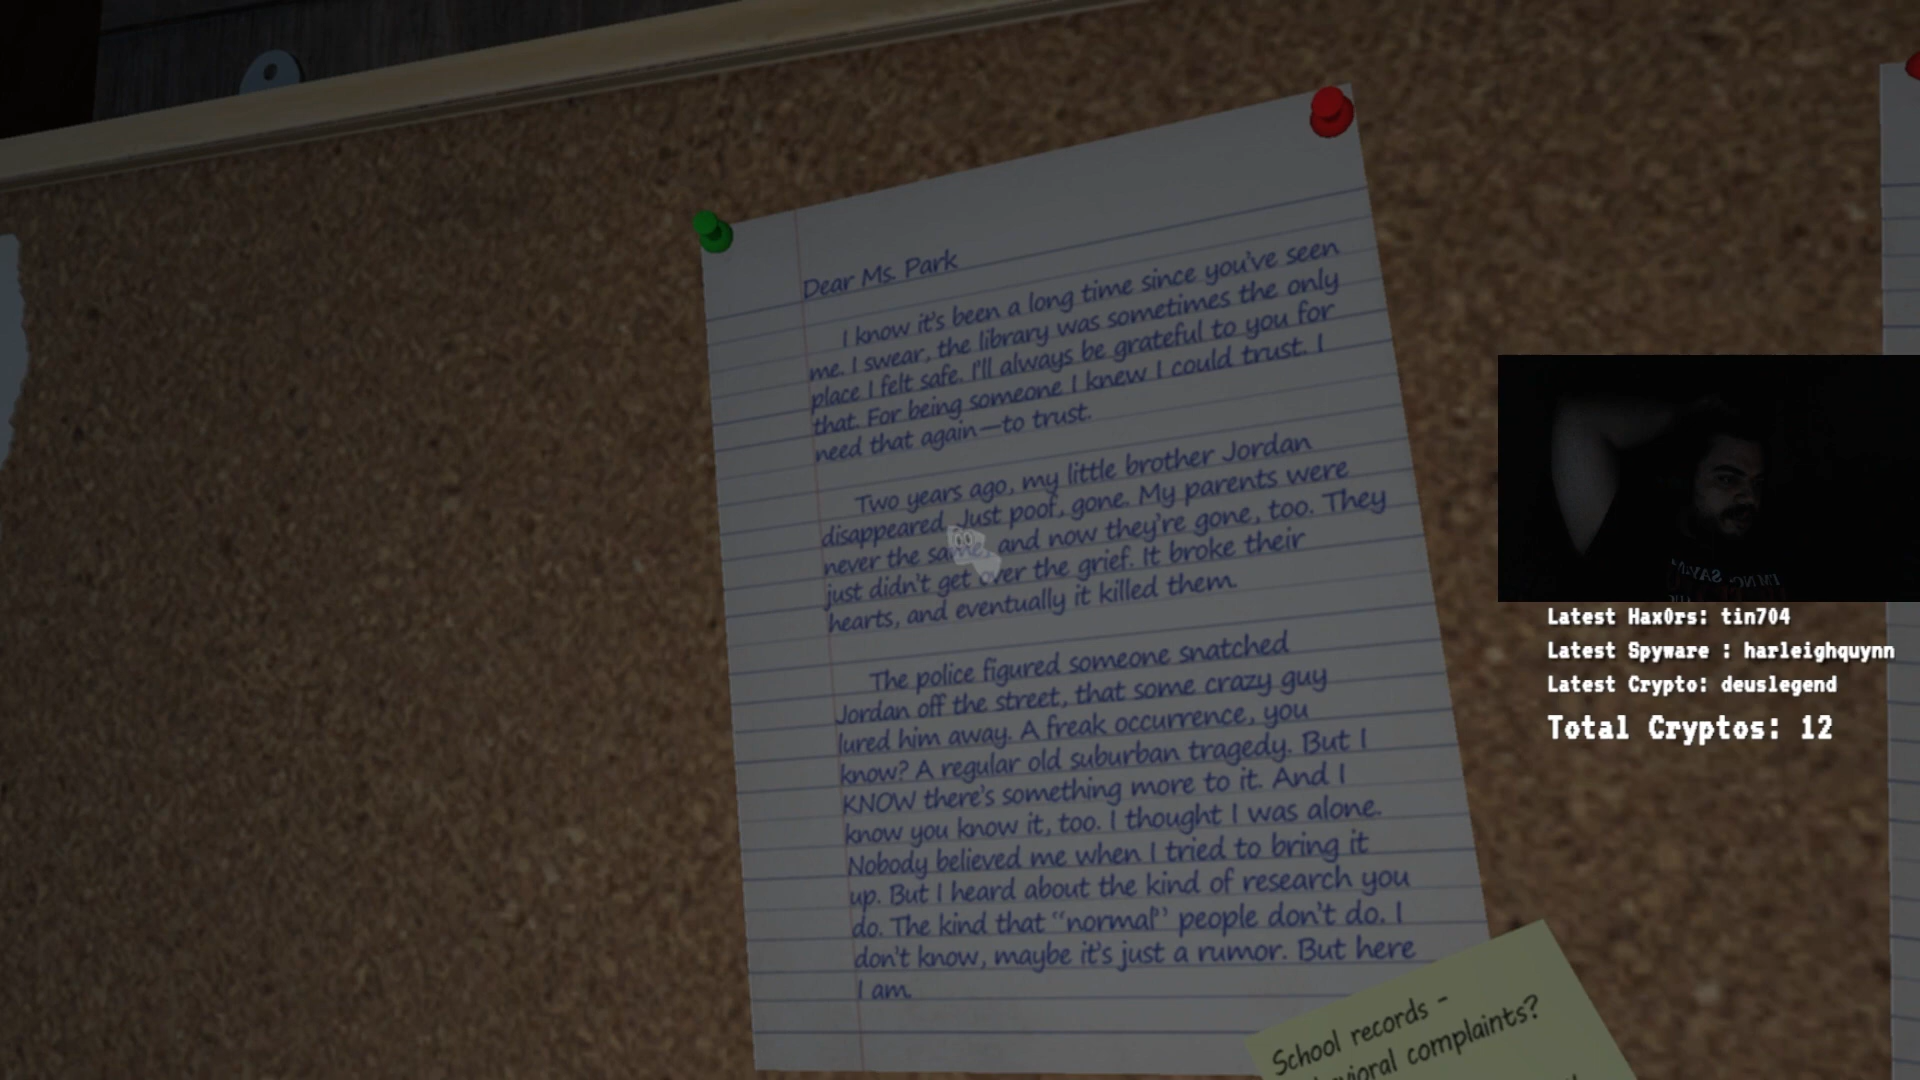 Dear Ms. Park
I know it's been a long time since you've seen
me. I swear, the library was sometimes the only
place I felt safe. I'll always be grateful to you for
that. For being someone I knew I could trust. I
need that again—to trust.
Two years ago, my little brother Jordan
disappeared. Just poof, gone. My parents were
never the same, and now they're gone, too. They
just didn't get over the grief. It broke their
hearts, and eventually it killed them.
The police figured someone snatched
Jordan off the street, that some crazy guy
lured him away. A freak occurrence, you
know? A regular old suburban tragedy. But I
KNOW there's something more to it. And I
know you know it, too. I thought I was alone.
Nobody believed me when I tried to bring it
up. But I heard about the kind of research you
do. The kind that “normal” people don't do. I
don't know, maybe it's just a rumor. But here
I am.
School records -
complaints?
Latest Hax0rs: tin704
Latest Spyware : harleighquynn
Latest Crypto: deuslegend
Total Cryptos: 12